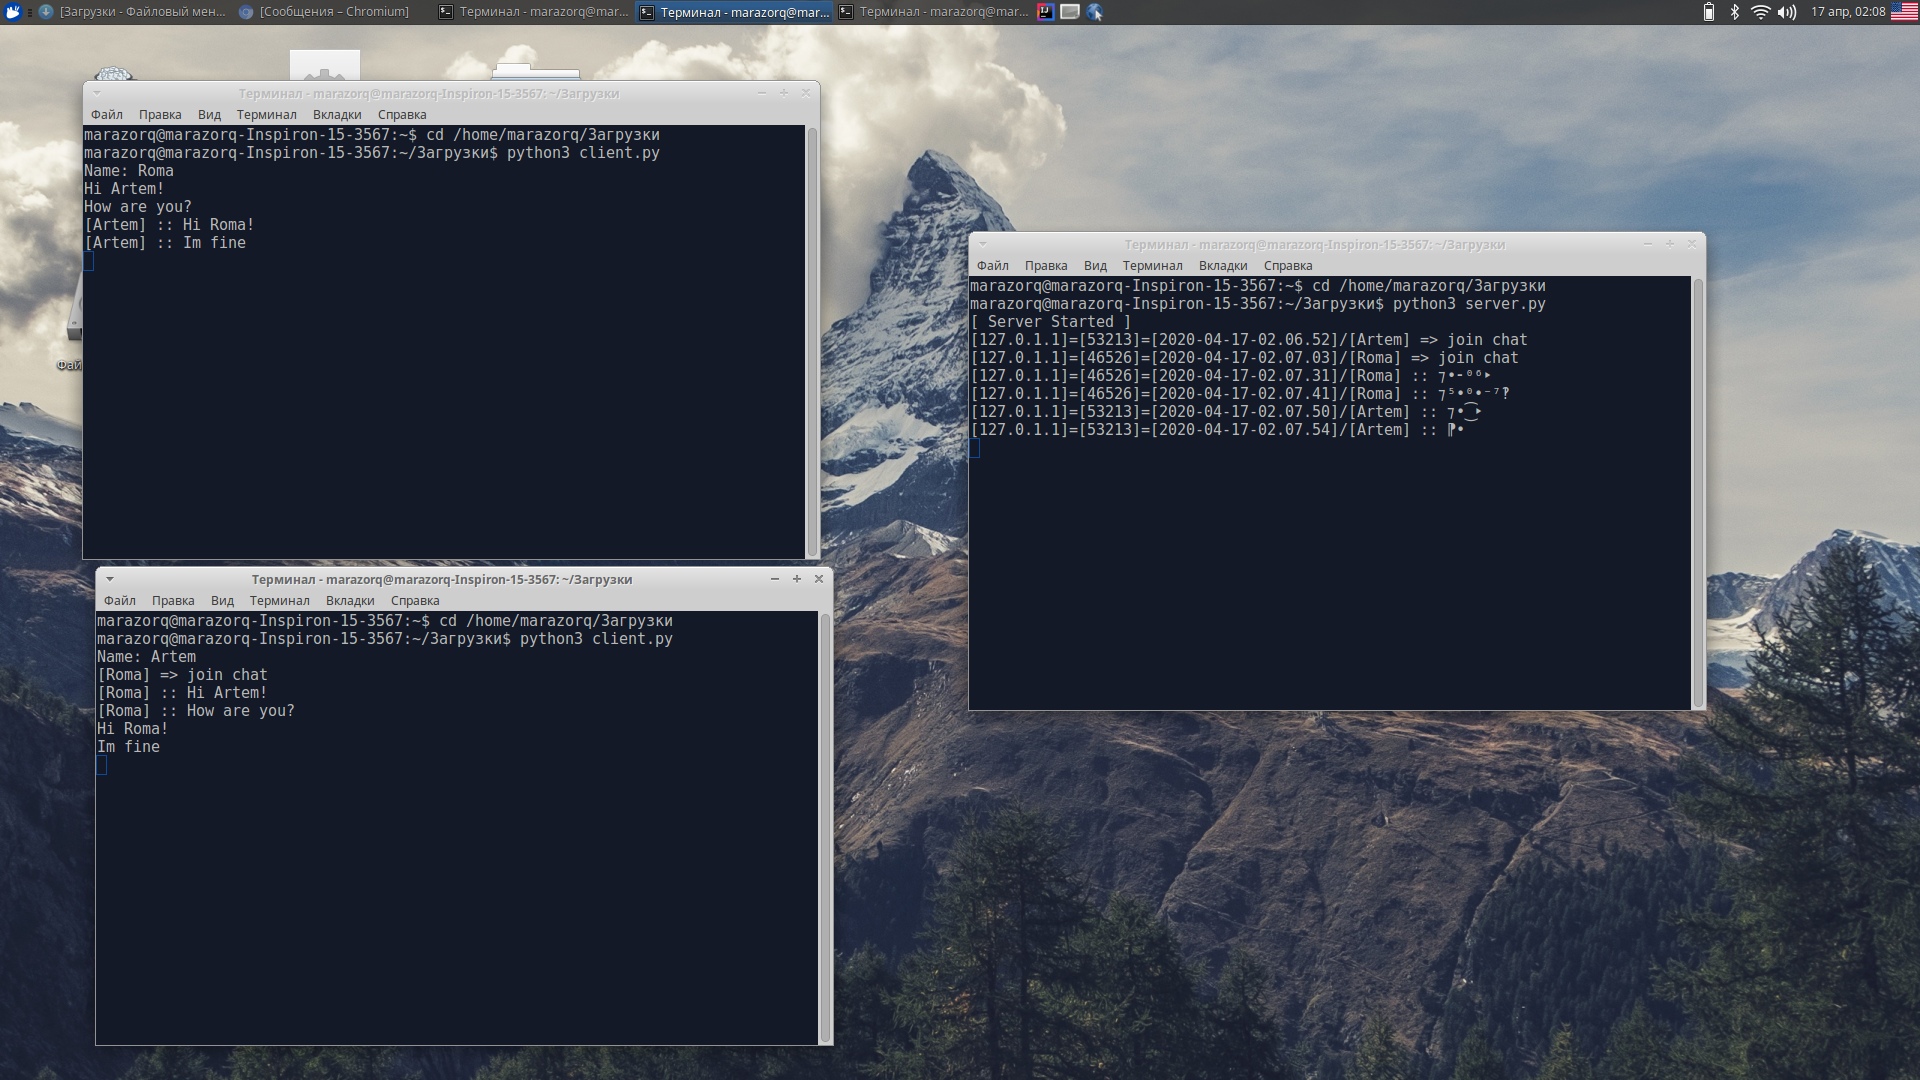 [Загрузки - Файловый мен...
[Сообщения – Chromium]
Терминал - marazorq@mar...
Терминал - marazorq@mar...
Терминал - marazorq@mar...
17 апр, 02:08
Терминал - marazorq@marazorq-Inspiron-15-3567: ~/Загрузки
Файл Правка Вид Терминал Вкладки Справка
marazorq@marazorq-Inspiron-15-3567:~$ cd /home/marazorq/Загрузки
marazorq@marazorq-Inspiron-15-3567:~/Загрузки$ python3 client.py
Name: Roma
Hi Artem!
How are you?
[Artem] :: Hi Roma!
[Artem] :: Im fine
Фай
Терминал - marazorq@marazorq-Inspiron-15-3567: ~/Загрузки
Файл Правка Вид Терминал Вкладки Справка
marazorq@marazorq-Inspiron-15-3567:~$ cd /home/marazorq/Загрузки
marazorq@marazorq-Inspiron-15-3567:~/Загрузки$ python3 client.py
Name: Artem
[Roma] => join chat
[Roma] :: Hi Artem!
[Roma] :: How are you?
Hi Roma!
Im fine
Терминал - marazorq@marazorq-Inspiron-15-3567: ~/Загрузки
Файл Правка Вид Терминал Вкладки Справка
marazorq@marazorq-Inspiron-15-3567:~$ cd /home/marazorq/Загрузки
marazorq@marazorq-Inspiron-15-3567:~/Загрузки$ python3 server.py
[ Server Started ]
[127.0.1.1]=[53213]=[2020-04-17-02.06.52]/[Artem] => join chat
[127.0.1.1]=[46526]=[2020-04-17-02.07.03]/[Roma] => join chat
[127.0.1.1]=[46526]=[2020-04-17-02.07.31]/[Roma] ::
[127.0.1.1]=[46526]=[2020-04-17-02.07.41]/[Roma] ::
[127.0.1.1]=[53213]=[2020-04-17-02.07.50]/[Artem] ::
[127.0.1.1]=[53213]=[2020-04-17-02.07.54]/[Artem] ::